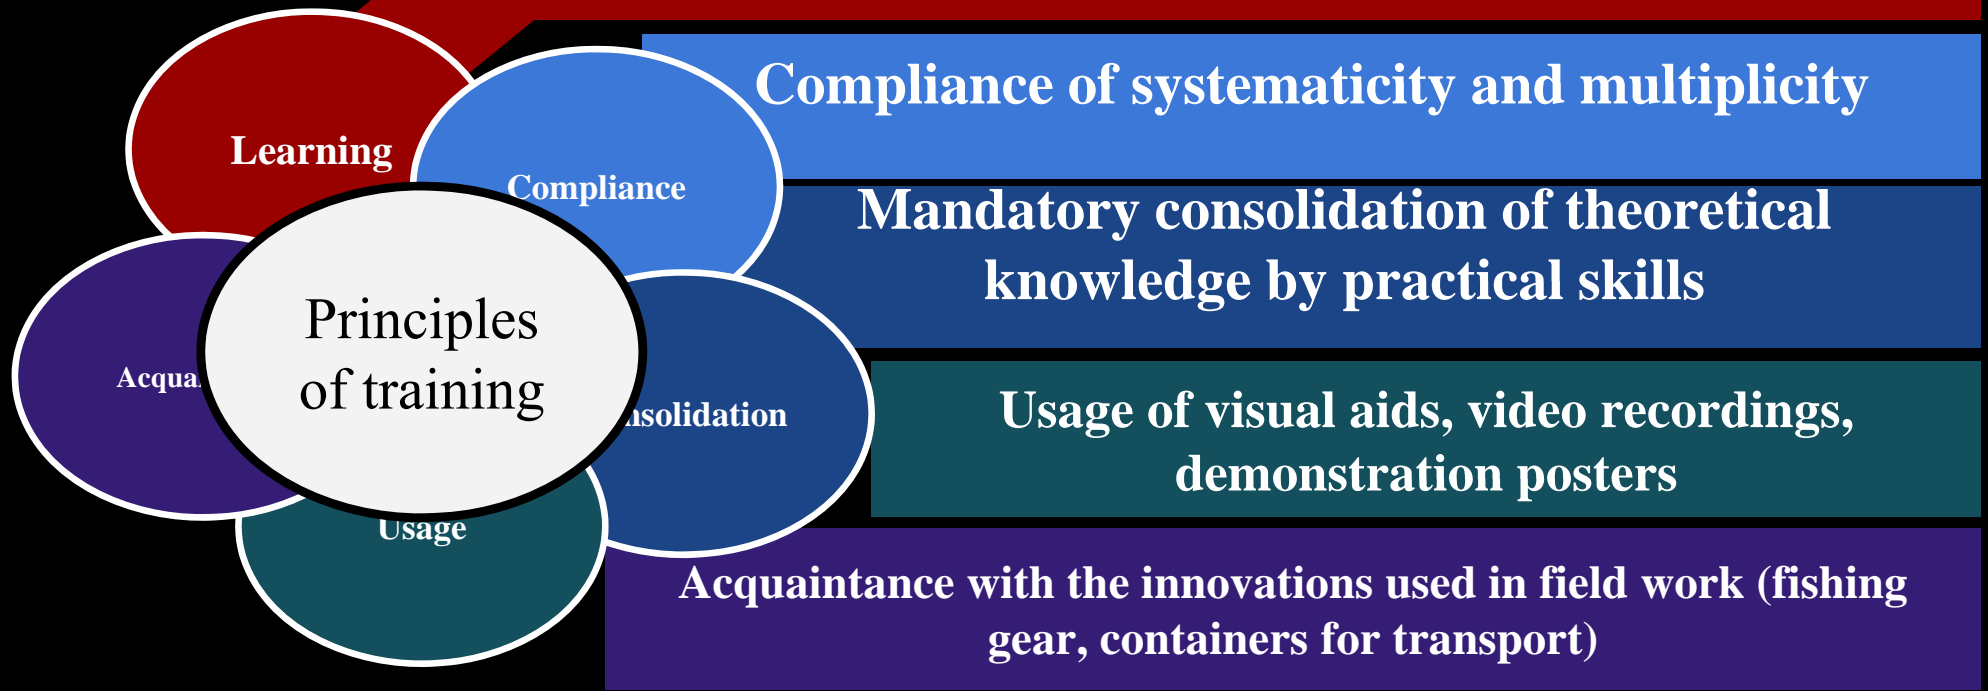 Learning
Compliance
Principles
of training
Usage
Compliance of systematicity and multiplicity
Mandatory consolidation of theoretical
knowledge by practical skills
Usage of visual aids, video recordings,
demonstration posters
Acquaintance with the innovations used in field work (fishing
gear, containers for transport)